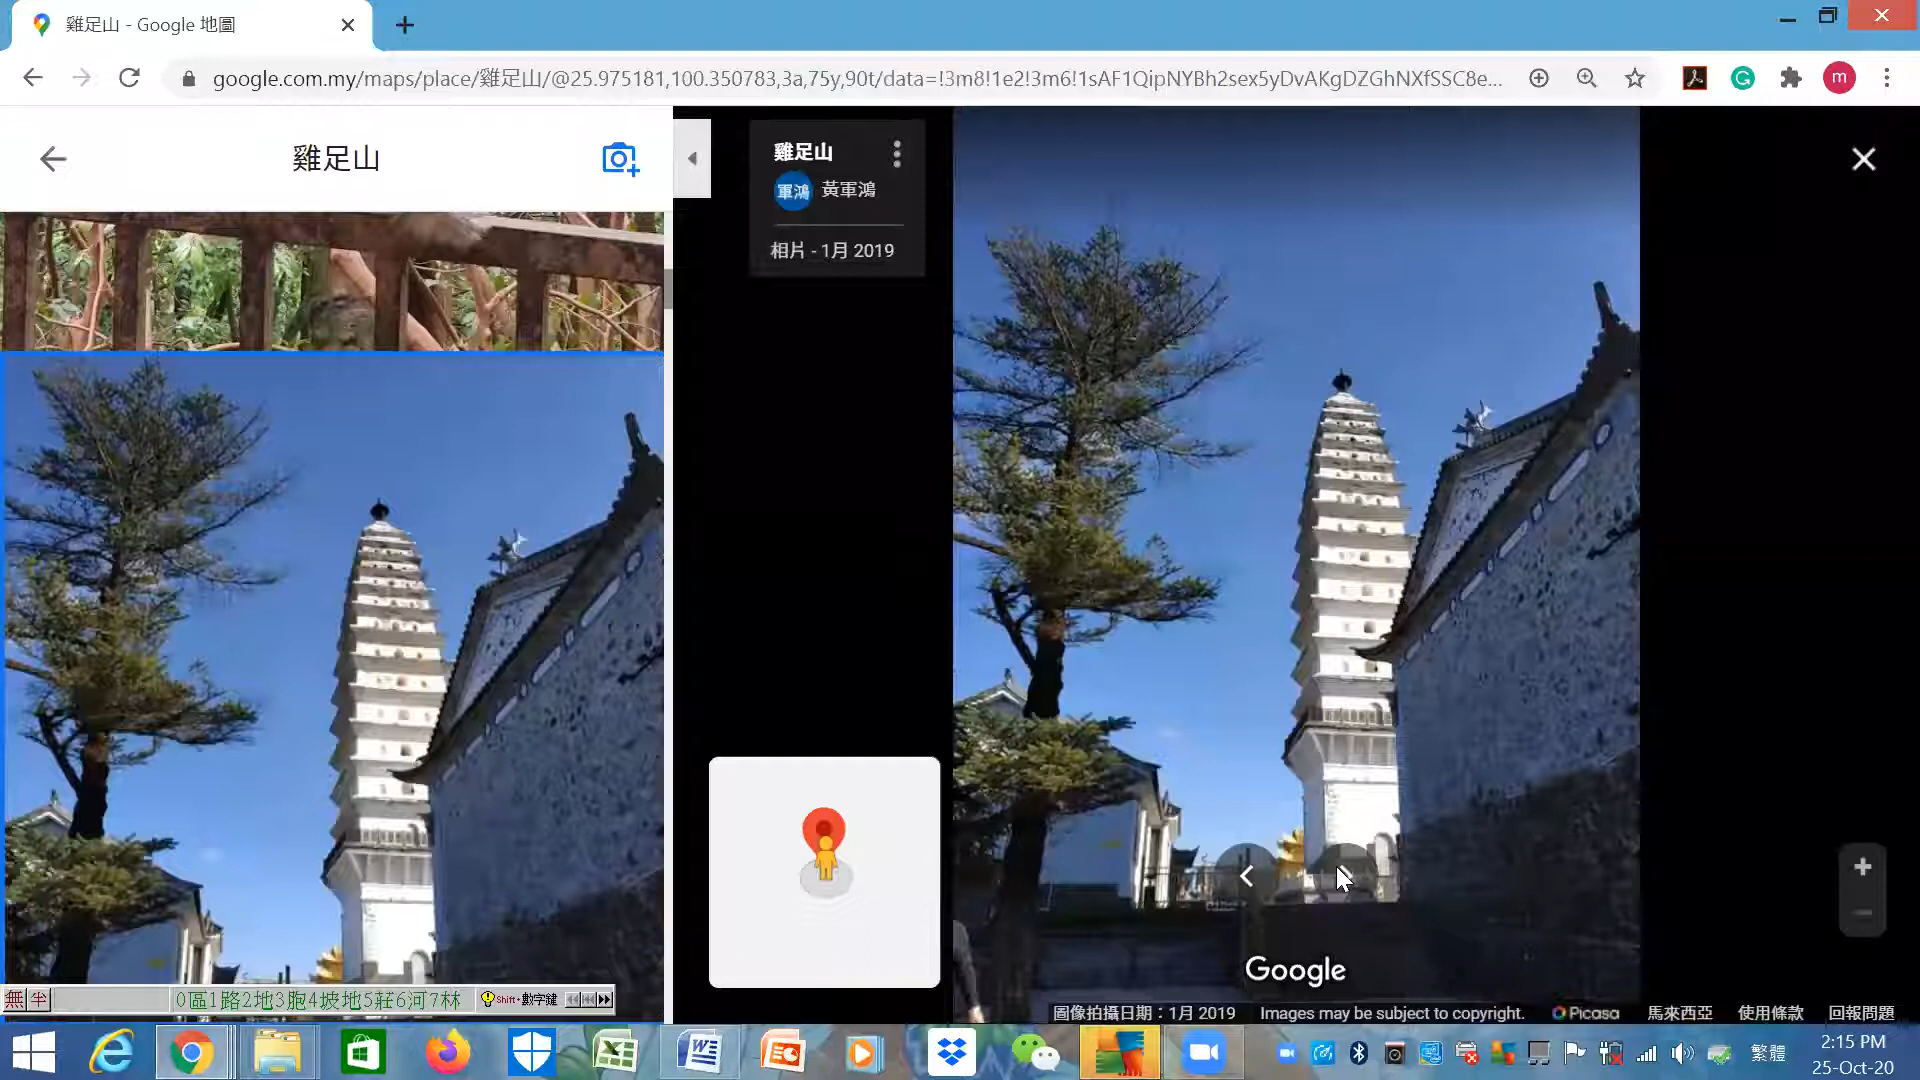 雞足山 - Google 地圖
google.com.my/maps/place/雞足山/@25.975181,100.350783,3a,75y,90t/data=!3m8!1e2!3m6!1sAF1QipNYBh2sex5yDvAKgDZGhNXfSSC8e...
m
雞足山
雞足山
軍鴻 黃軍鴻
相片 - 1月 2019
Google
無 半 0區1路2地3胞4坡地5莊6河7林 Shift+數字鍵
圖像拍攝日期：1月 2019 Images may be subject to copyright. Picasa 馬來西亞 使用條款 回報問題
繁體
2:15 PM
25-Oct-20